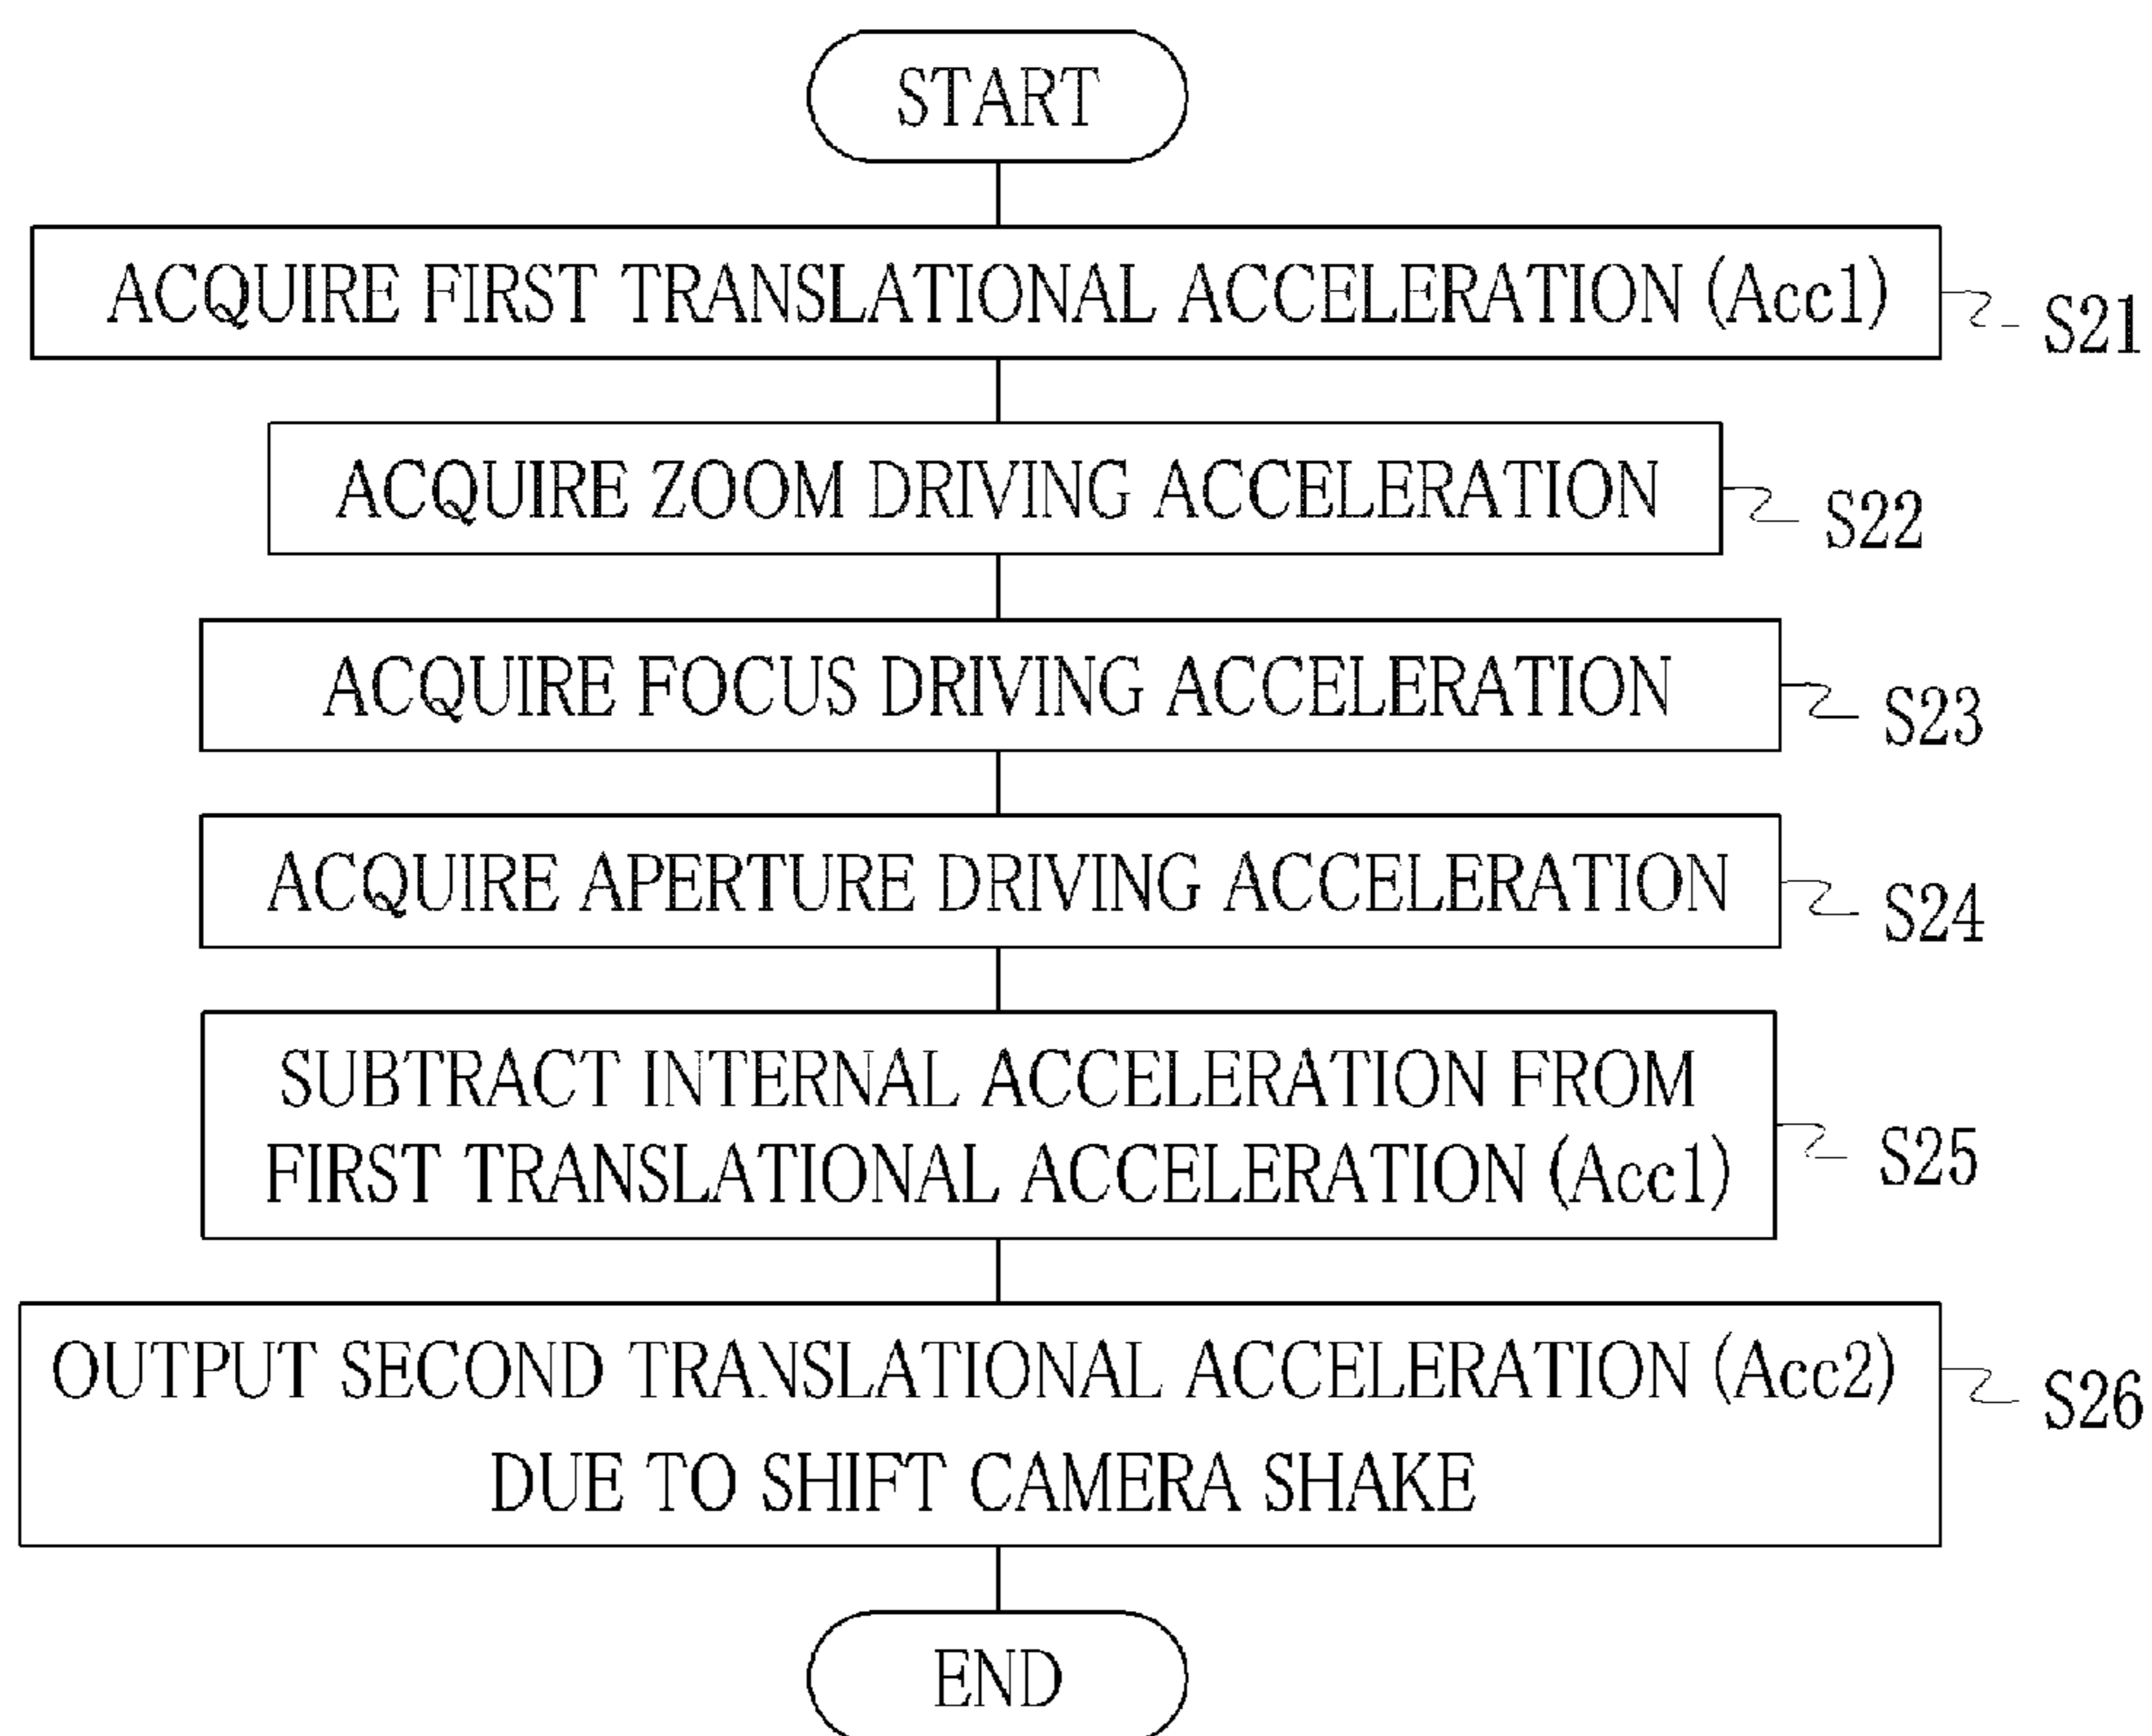 START
ACQUIRE FIRST TRANSLATIONAL ACCELERATION (Acc1)
S21
ACQUIRE ZOOM DRIVING ACCELERATION
S22
ACQUIRE FOCUS DRIVING ACCELERATION
S23
ACQUIRE APERTURE DRIVING ACCELERATION
S24
SUBTRACT INTERNAL ACCELERATION FROM
FIRST TRANSLATIONAL ACCELERATION (Acc1)
S25
OUTPUT SECOND TRANSLATIONAL ACCELERATION (Acc2)
DUE TO SHIFT CAMERA SHAKE
S26
END